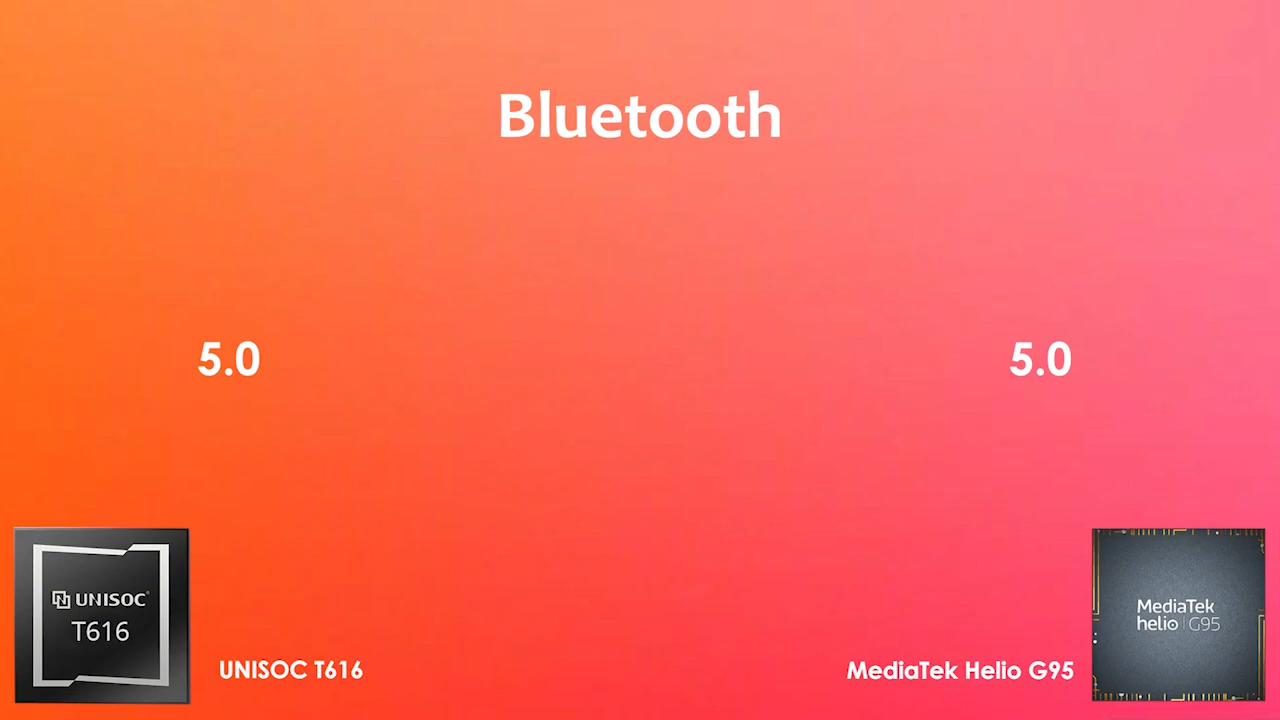 Bluetooth
5.0
5.0
UNISOC
T616
UNISOC T616
MediaTek Helio G95
MediaTek
helio G95